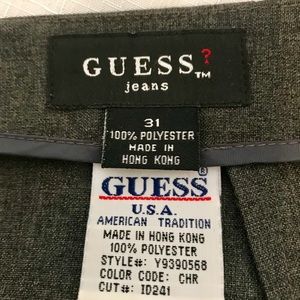 GUESS?™
jeans
31
100% POLYESTER
MADE IN
HONG KONG
GUESS®
U.S.A.
AMERICAN TRADITION
MADE IN HONG KONG
100% POLYESTER
STYLE#: Y9390568
COLOR CODE: CHR
CUT#: ID241